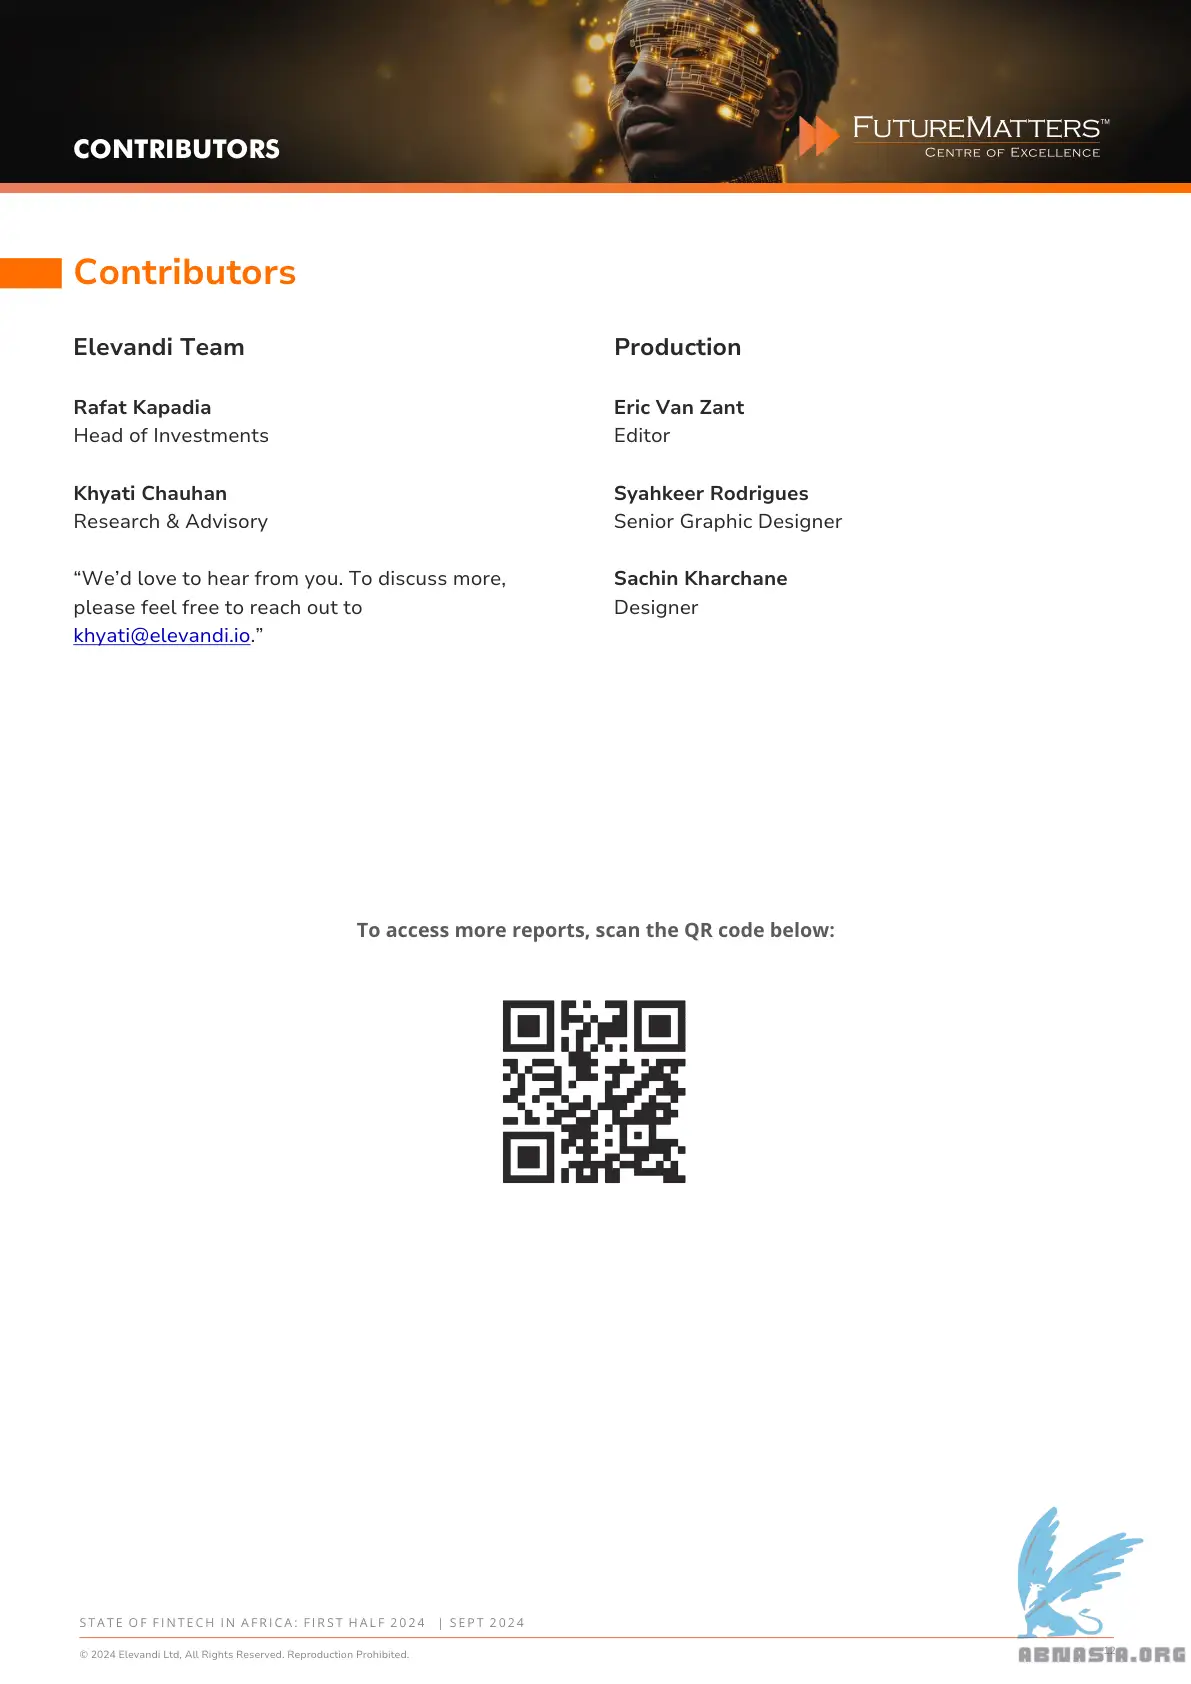 CONTRIBUTORS
FUTUREMATTERS™
CENTRE OF EXCELLENCE
Contributors
Elevandi Team
Rafat Kapadia
Head of Investments
Khyati Chauhan
Research & Advisory
“We’d love to hear from you. To discuss more,
please feel free to reach out to
khyati@elevandi.io.”
Production
Eric Van Zant
Editor
Syahkeer Rodrigues
Senior Graphic Designer
Sachin Kharchane
Designer
To access more reports, scan the QR code below:
STATE OF FINTECH IN AFRICA: FIRST HALF 2024 | SEPT 2024
© 2024 Elevandi Ltd, All Rights Reserved. Reproduction Prohibited.
12
ABNASIA.ORG